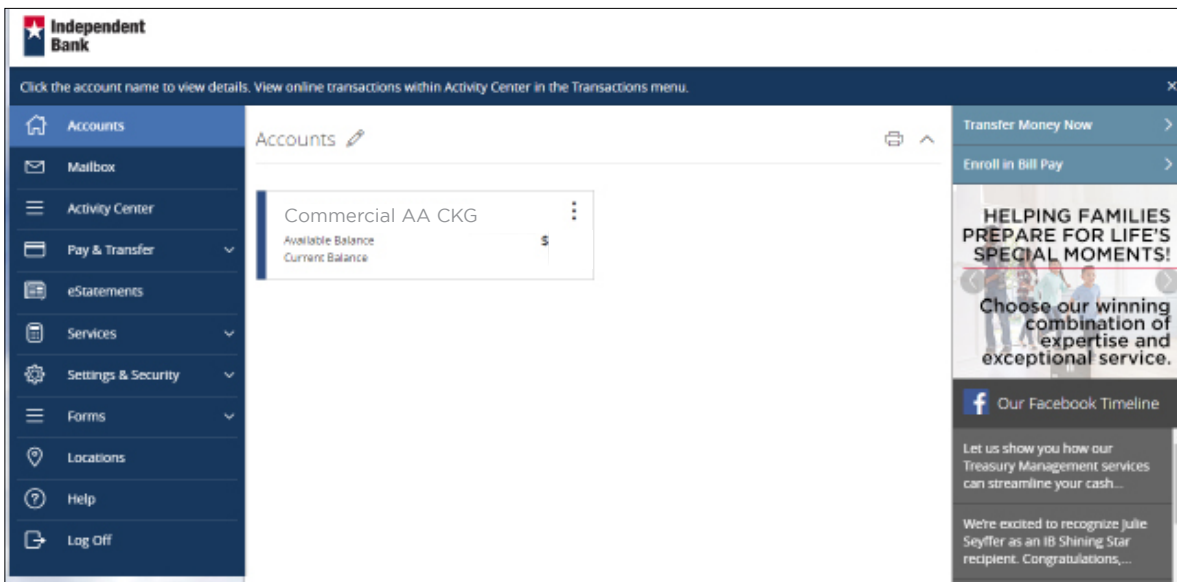 Independent
Bank
Click the account name to view details. View online transactions within Activity Center in the Transactions menu.
Accounts
Mailbox
Activity Center
Pay & Transfer
eStatements
Services
Settings & Security
Forms
Locations
Help
Log Off
Accounts
Commercial AA CKG
Available Balance $
Current Balance
Transfer Money Now
Enroll in Bill Pay
HELPING FAMILIES
PREPARE FOR LIFE'S
SPECIAL MOMENTS!
Choose our winning
combination of
expertise and
exceptional service.
Our Facebook Timeline
Let us show you how our
Treasury Management services
can streamline your cash...
We're excited to recognize Julie
Seyffer as an IB Shining Star
recipient. Congratulations,...